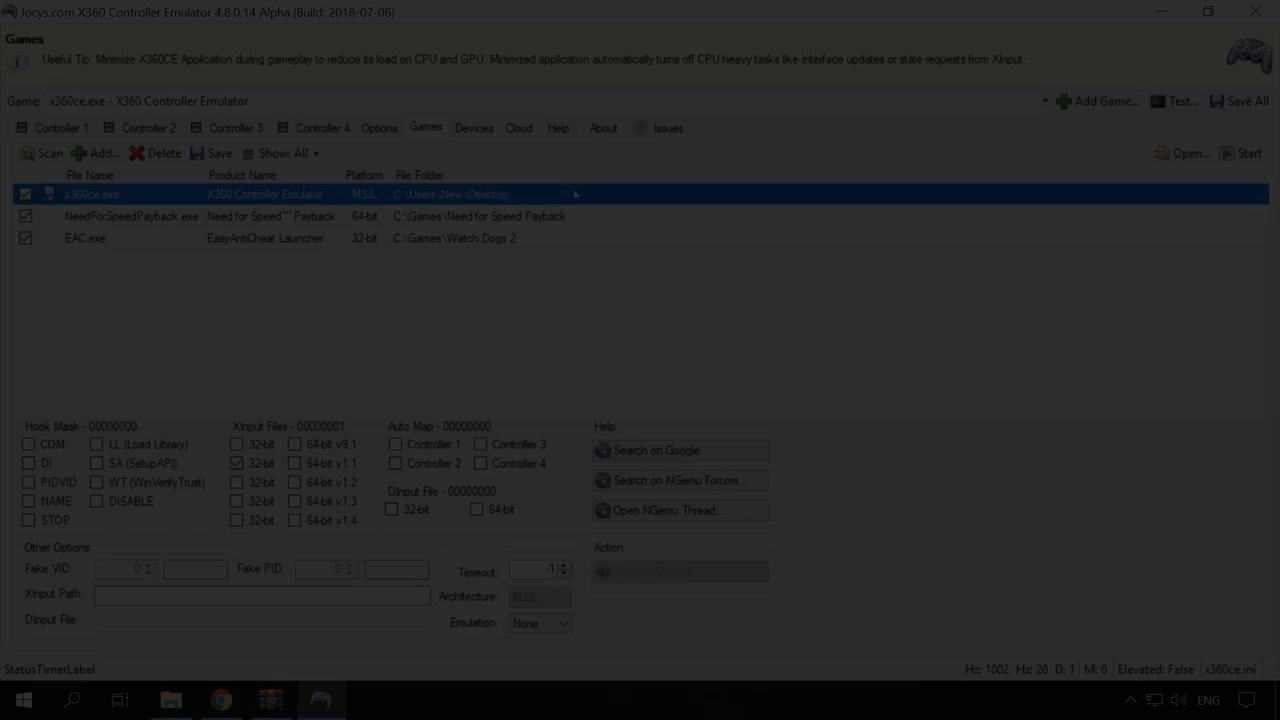 Jocys.com X360 Controller Emulator 4.8.0.14 Alpha (Build: 2018-07-06)
Games
Useful Tip: Minimize X360CE Application during gameplay to reduce its load on CPU and GPU. Minimized application automatically turns off CPU heavy tasks like Interface updates or state requests from XInput.
Game: x360ce.exe - X360 Controller Emulator Add Game... Test... Save All
Controller 1 Controller 2 Controller 3 Controller 4 Options Games Devices Cloud Help About Issues
Scan Add... Delete Save Show: All Open... Start
File Name Product Name Platform File Folder
x360ce.exe X360 Controller Emulator MSIL C:\Users\New\Desktop
NeedForSpeedPayback.exe Need for Speed™ Payback 64-bit C:\Games\Need for Speed Payback
EAC.exe EasyAntiCheat Launcher 32-bit C:\Games\Watch Dogs 2
Hook Mask - 00000000 XInput Files - 00000001 Auto Map - 00000000 Help
COM LL (Load Library) 32-bit 64-bit v9.1 Controller 1 Controller 3 Search on Google...
DI SA (SetupAPI) 32-bit 64-bit v1.1 Controller 2 Controller 4
PIDVID WT (WinVerifyTrust) 32-bit 64-bit v1.2 Search on NGemu Forums...
DInput File - 00000000
NAME DISABLE 32-bit 64-bit v1.3 32-bit 64-bit Open NGemu Thread...
STOP 32-bit 64-bit v1.4
Other Options Action
Fake VID: 0 Fake PID: 0 Timeout: -1
XInput Path: Architecture: MSIL
DInput File: Emulation: None
StatusTimerLabel Hz: 1002 Hz: 20 D: 1 M: 0 Elevated: False x360ce.ini
ENG